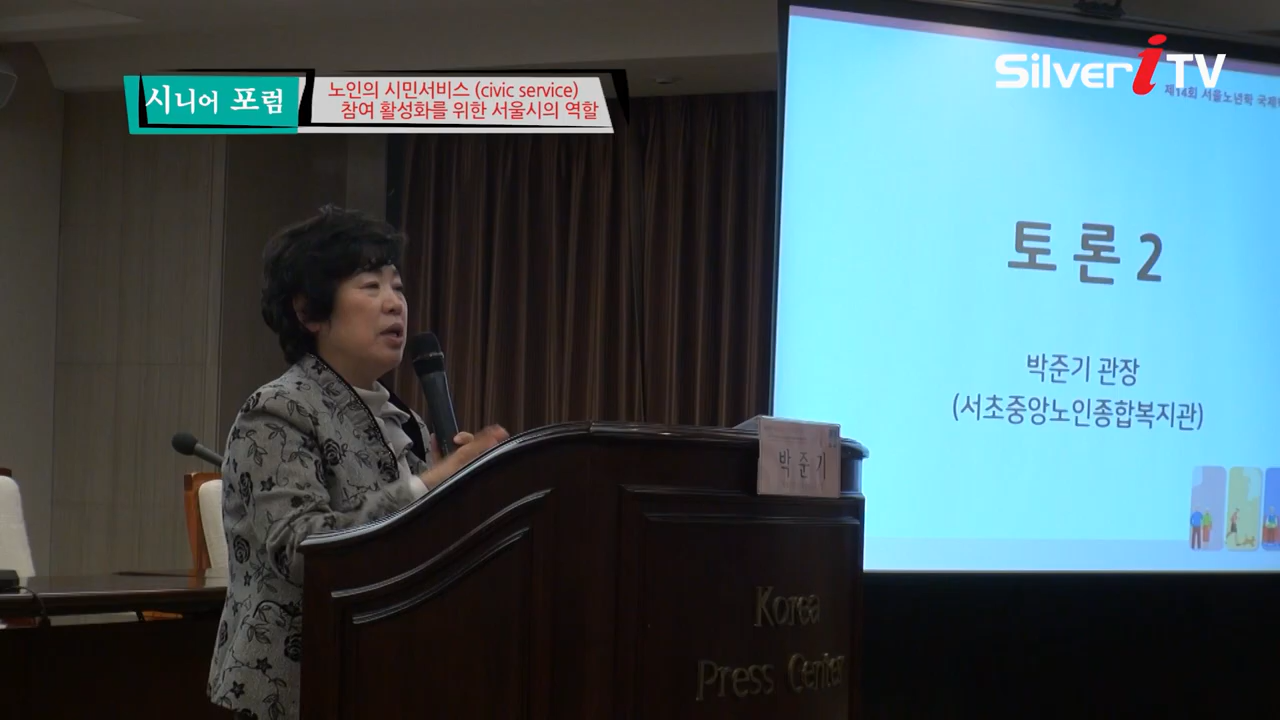 시니어 포럼
노인의 시민서비스 (civic service)
참여 활성화를 위한 서울시의 역할
Silver i TV
제14회 서울노년학 국제
토론 2
박준기 관장
(서초중앙노인종합복지관)
박준기
Korea
Press Center